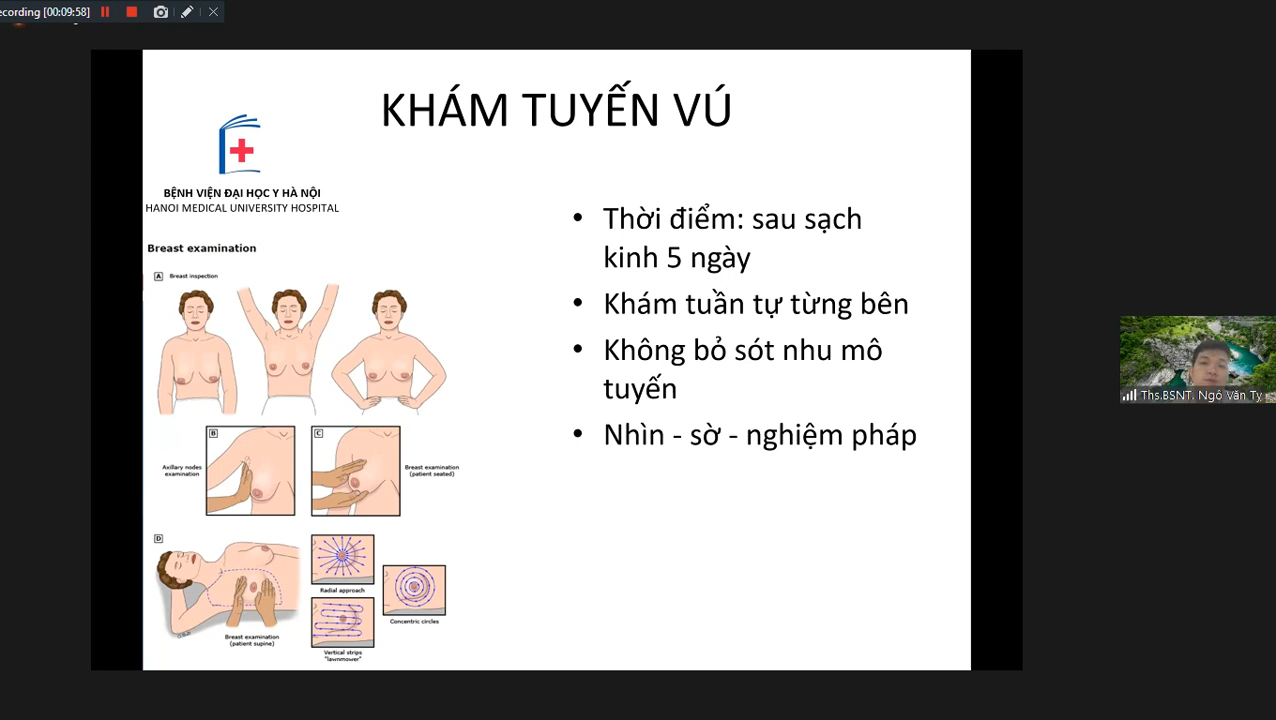 ecording [00:09:58]
KHÁM TUYẾN VÚ
BỆNH VIỆN ĐẠI HỌC Y HÀ NỘI
HANOI MEDICAL UNIVERSITY HOSPITAL
• Thời điểm: sau sạch
kinh 5 ngày
• Khám tuần tự từng bên
• Không bỏ sót nhu mô
tuyến
• Nhìn - sờ - nghiệm pháp
Breast examination
A Breast inspection
B
Axillary nodes
examination
C
Breast examination
(patient seated)
D
Breast examination
(patient supine)
Radial approach
Concentric circles
Vertical strips
"lawnmower"
Ths.BSNT. Ngô Văn Tỵ